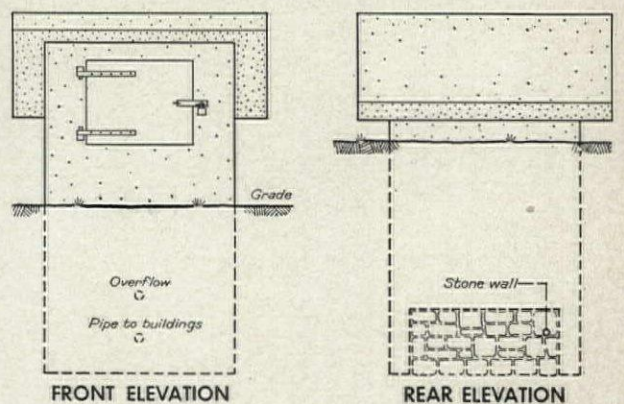 Grade
Overflow
Pipe to buildings
FRONT ELEVATION
Stone wall
REAR ELEVATION